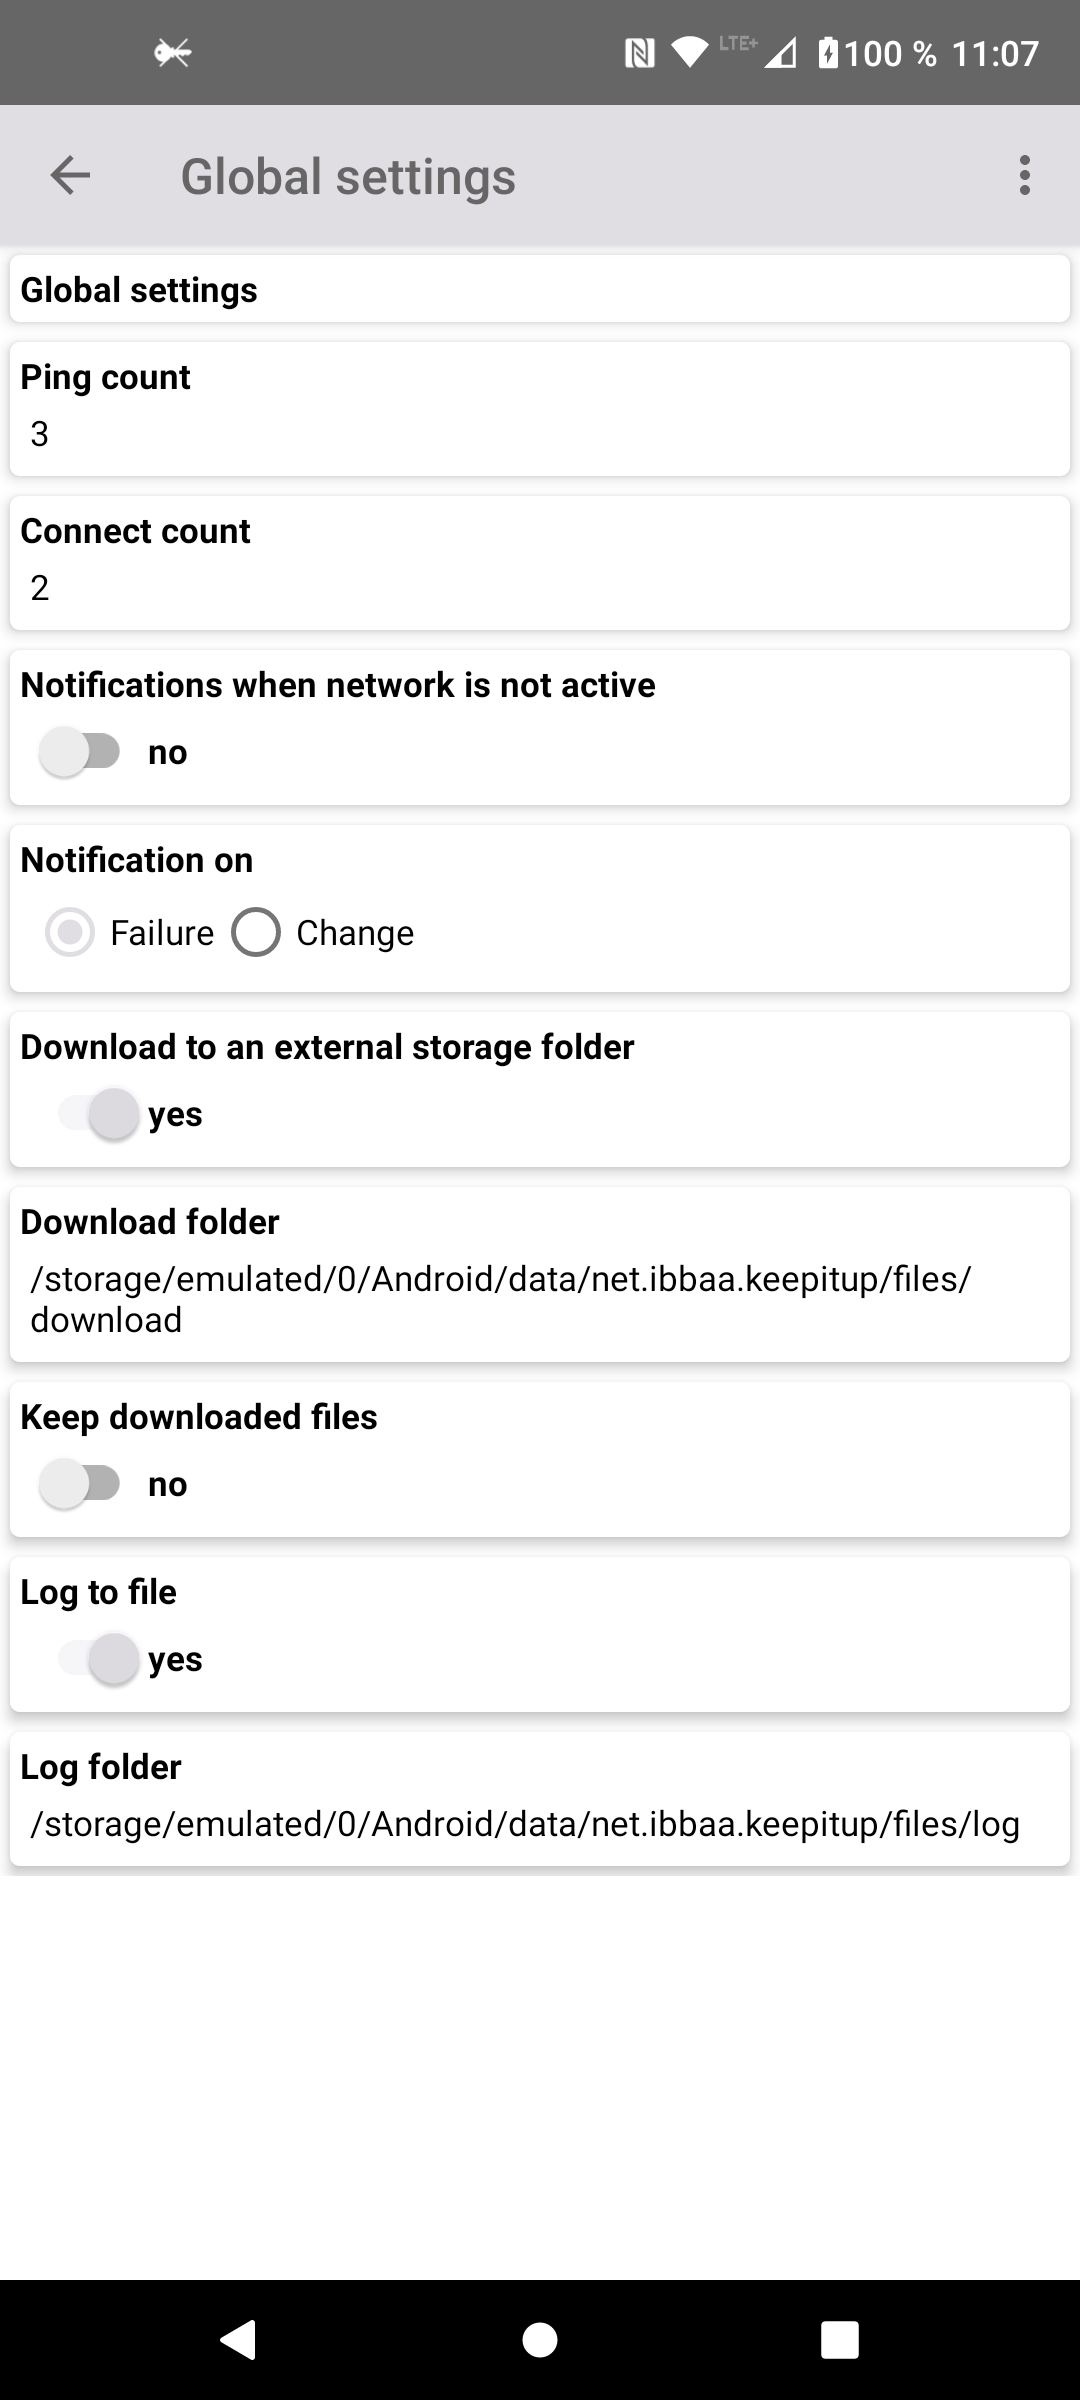 LTE+ 100 % 11:07
Global settings
Global settings
Ping count
3
Connect count
2
Notifications when network is not active
no
Notification on
Failure Change
Download to an external storage folder
yes
Download folder
/storage/emulated/0/Android/data/net.ibbaa.keepitup/files/
download
Keep downloaded files
no
Log to file
yes
Log folder
/storage/emulated/0/Android/data/net.ibbaa.keepitup/files/log